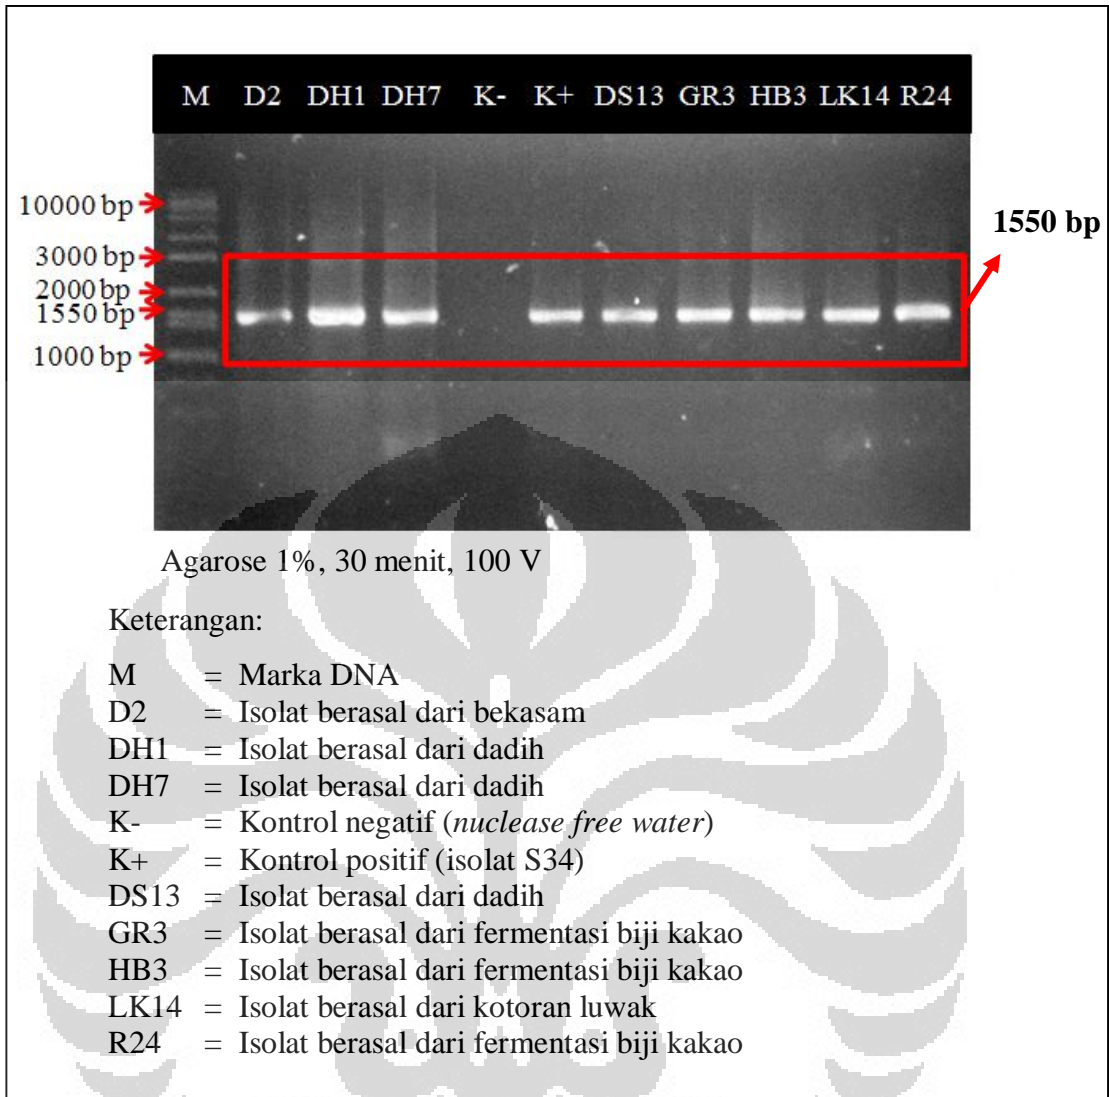 M D2 DH1 DH7 K- K+ DS13 GR3 HB3 LK14 R24
10000 bp
3000 bp
2000 bp
1550 bp
1000 bp
1550 bp
Agarose 1%, 30 menit, 100 V
Keterangan:
M = Marka DNA
D2 = Isolat berasal dari bekasam
DH1 = Isolat berasal dari dadih
DH7 = Isolat berasal dari dadih
K- = Kontrol negatif (nuclease free water)
K+ = Kontrol positif (isolat S34)
DS13 = Isolat berasal dari dadih
GR3 = Isolat berasal dari fermentasi biji kakao
HB3 = Isolat berasal dari fermentasi biji kakao
LK14 = Isolat berasal dari kotoran luwak
R24 = Isolat berasal dari fermentasi biji kakao